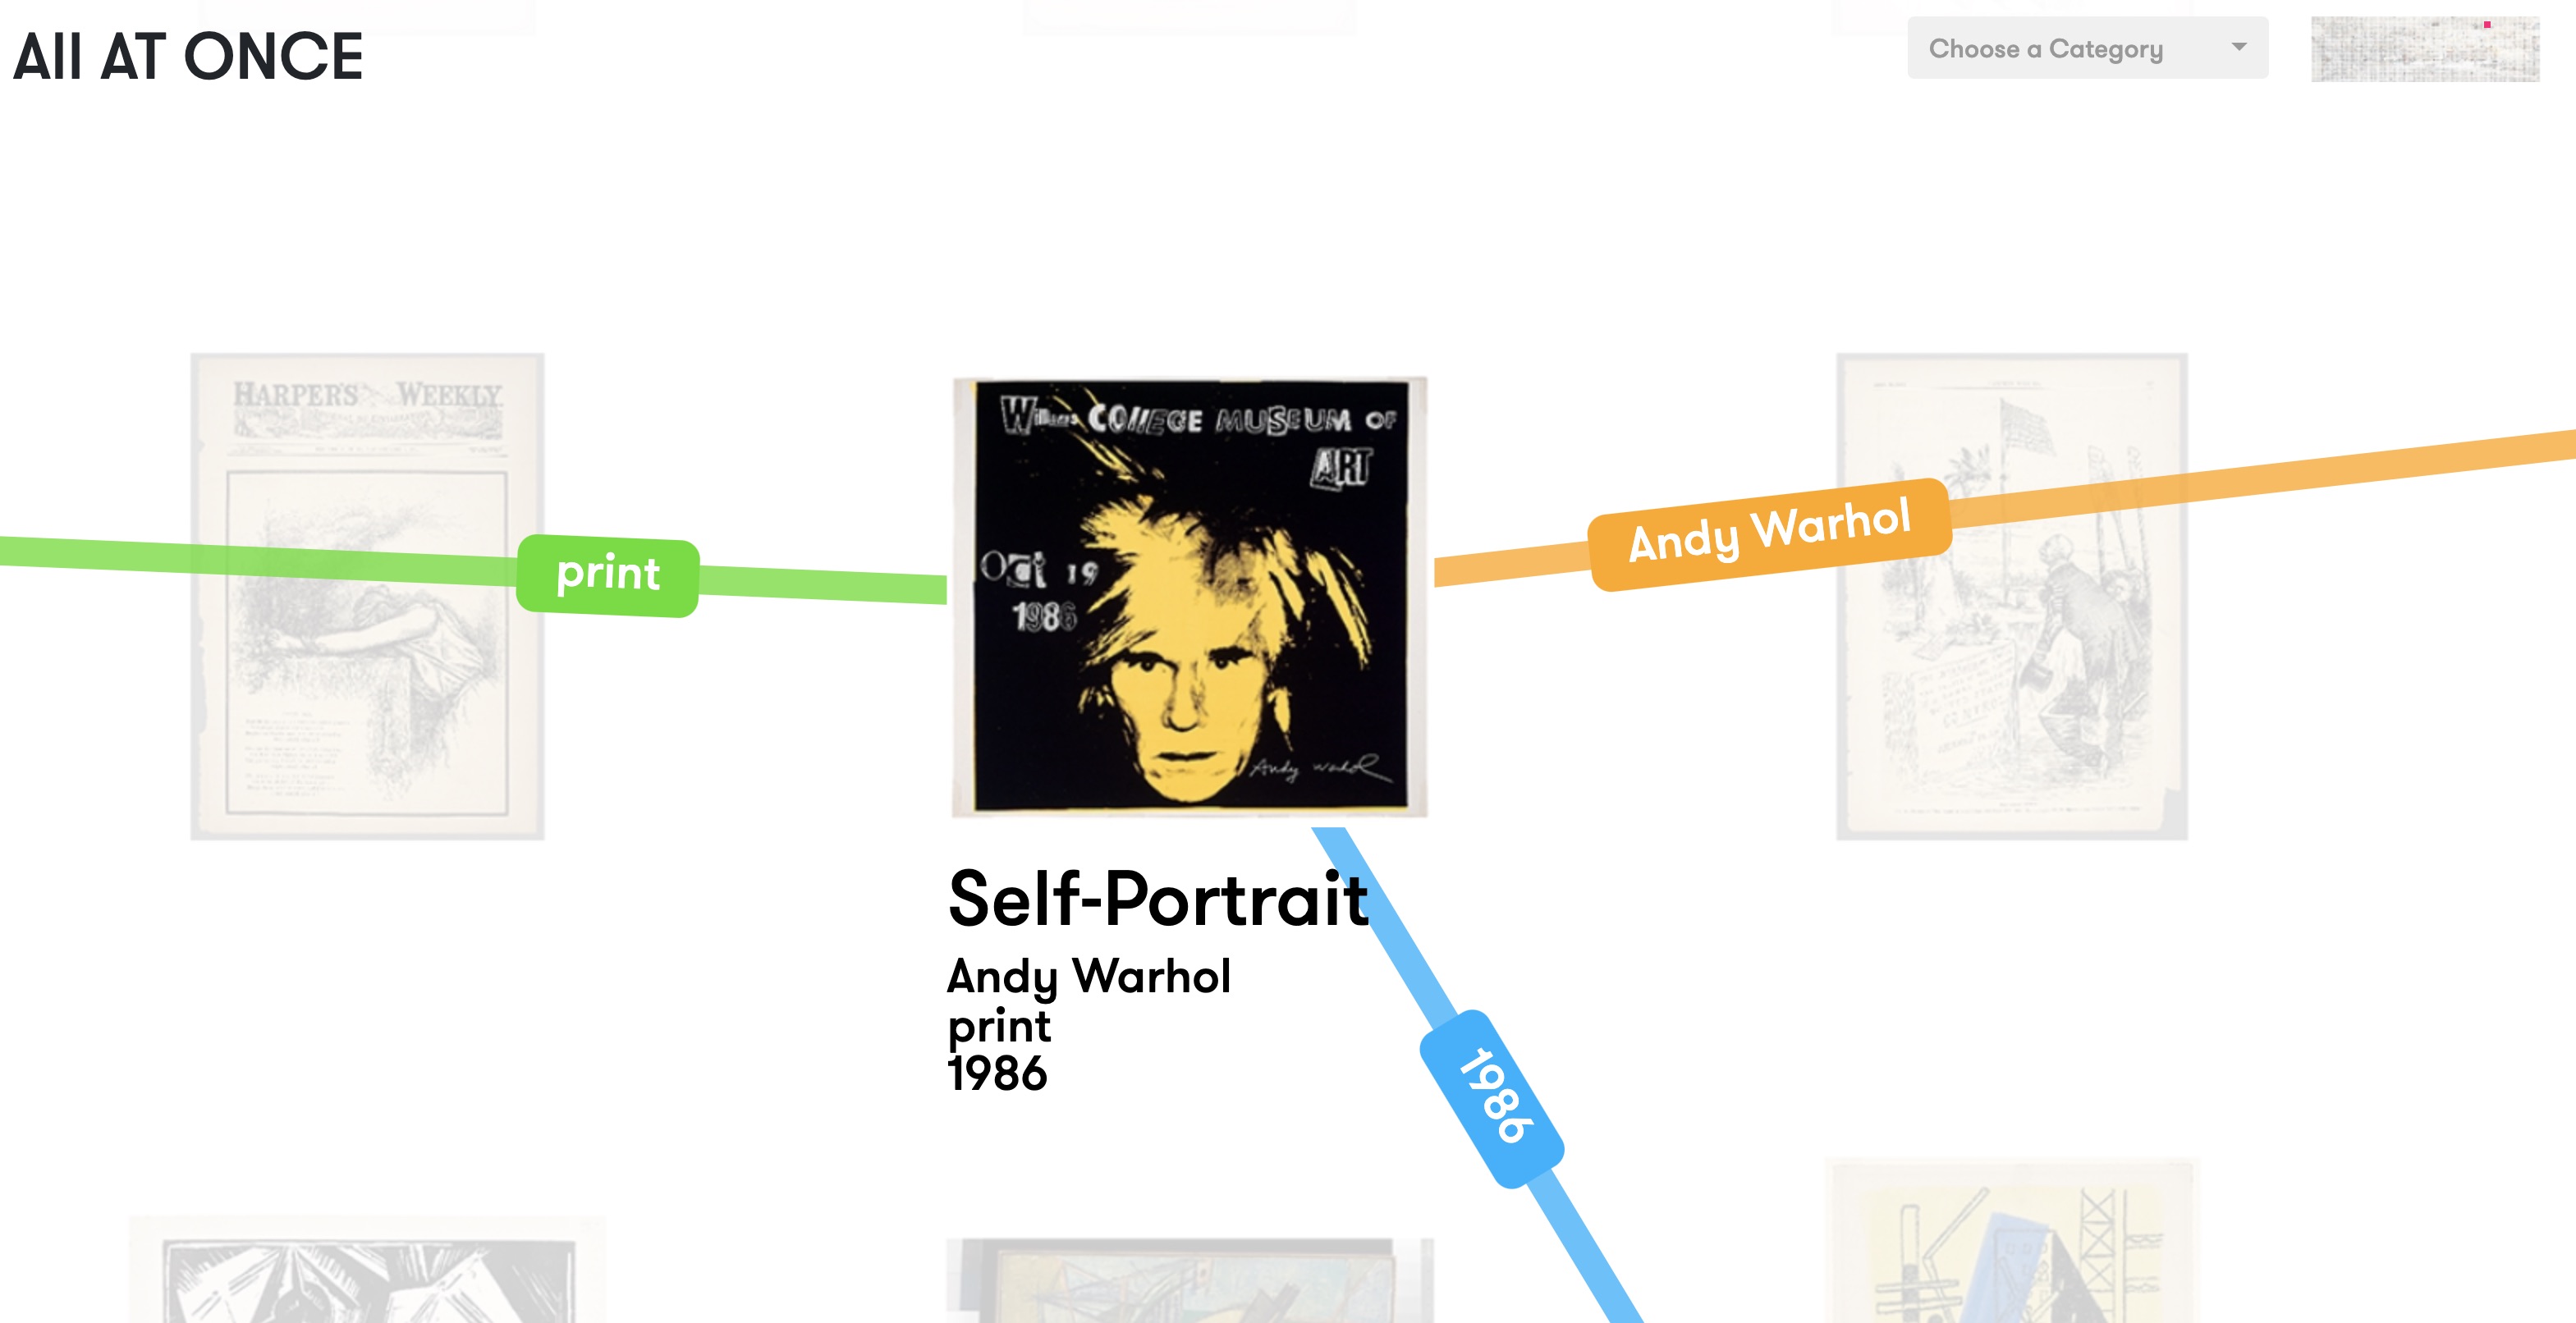 All AT ONCE
Choose a Category
HARPER'S WEEKLY.
Williams COllEGE MUSEUM OF
ART
Oct 19
1986
Andy Warhol
print
Andy Warhol
Self-Portrait
Andy Warhol
print
1986
1986